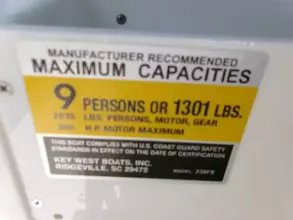 MANUFACTURER RECOMMENDED
MAXIMUM CAPACITIES
9 PERSONS OR 1301 LBS.
LBS. PERSONS, MOTOR, GEAR
H.P. MOTOR MAXIMUM
THIS BOAT COMPLIES WITH U.S. COAST GUARD SAFETY
STANDARDS IN EFFECT ON THE DATE OF CERTIFICATION
KEY WEST BOATS, INC.
RIDGEVILLE, SC 29472
MODEL: